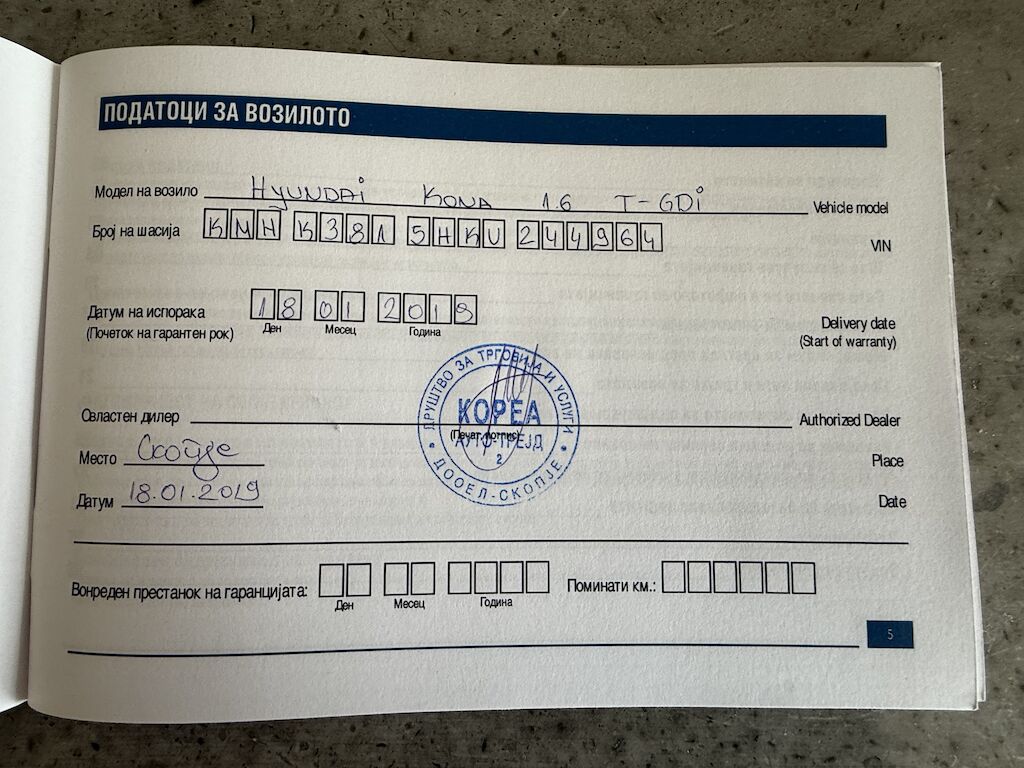 ПОДАТОЦИ ЗА ВОЗИЛОТО
Модел на возило Hyundai Kona 1.6 T-GDi Vehicle model
Број на шасија KMH K381 5HKU 244964 VIN
Датум на испорака 18 01 2019 Delivery date
(Почеток на гарантен рок) Ден Месец Година (Start of warranty)
ДРУШТВО ЗА ТРГОВИЈА И УСЛУГИ
КОРЕА
Овластен дилер Authorized Dealer
(Печат, потпис)
АУТО-ТРЕЈД
2
ДООЕЛ-СКОПЈЕ
Место Скопје Place
Датум 18.01.2019 Date
Вонреден престанок на гаранцијата: Поминати км.:
Ден Месец Година
5